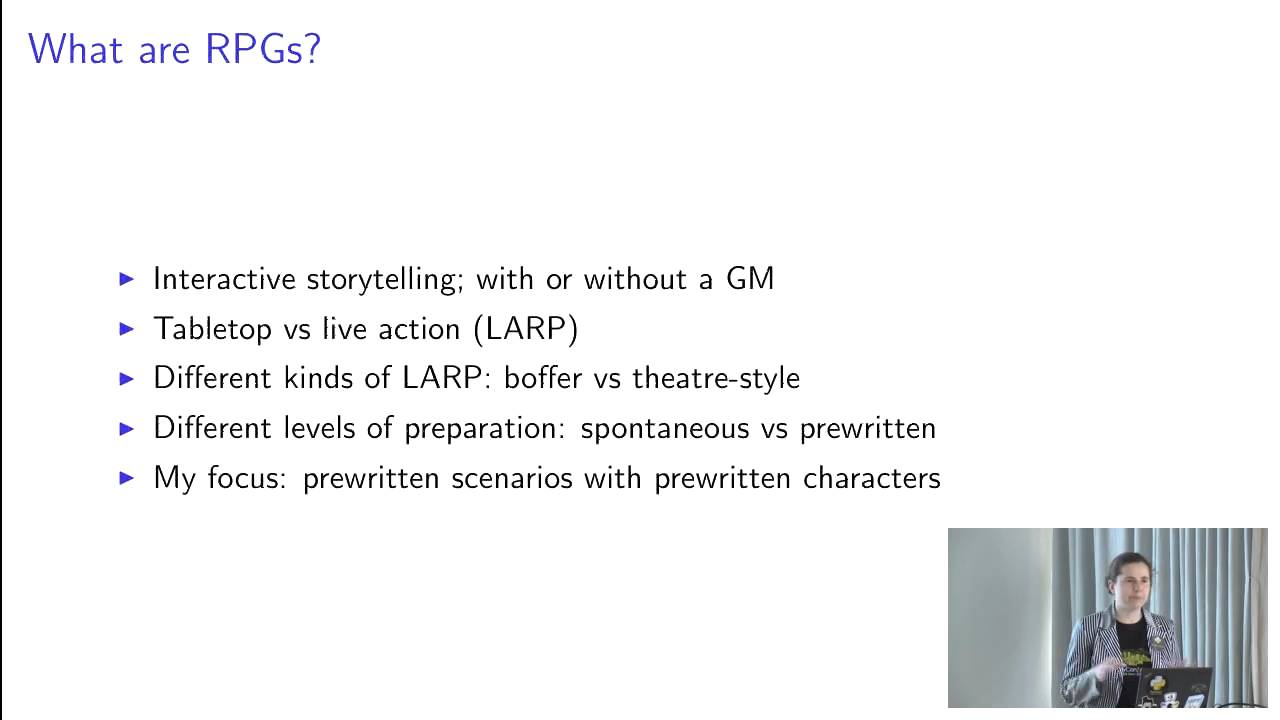 What are RPGs?
Interactive storytelling; with or without a GM
Tabletop vs live action (LARP)
Different kinds of LARP: boffer vs theatre-style
Different levels of preparation: spontaneous vs prewritten
My focus: prewritten scenarios with prewritten characters